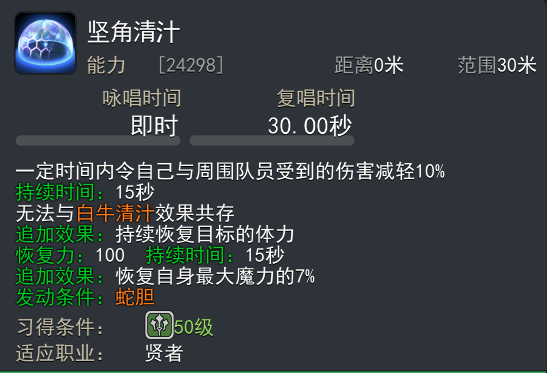 坚角清汁
能力 [24298] 距离0米 范围30米
咏唱时间 复唱时间
即时 30.00秒
一定时间内令自己与周围队员受到的伤害减轻10%
持续时间：15秒
无法与白牛清汁效果共存
追加效果：持续恢复目标的体力
恢复力：100 持续时间：15秒
追加效果：恢复自身最大魔力的7%
发动条件：蛇胆
习得条件： 50级
适应职业： 贤者